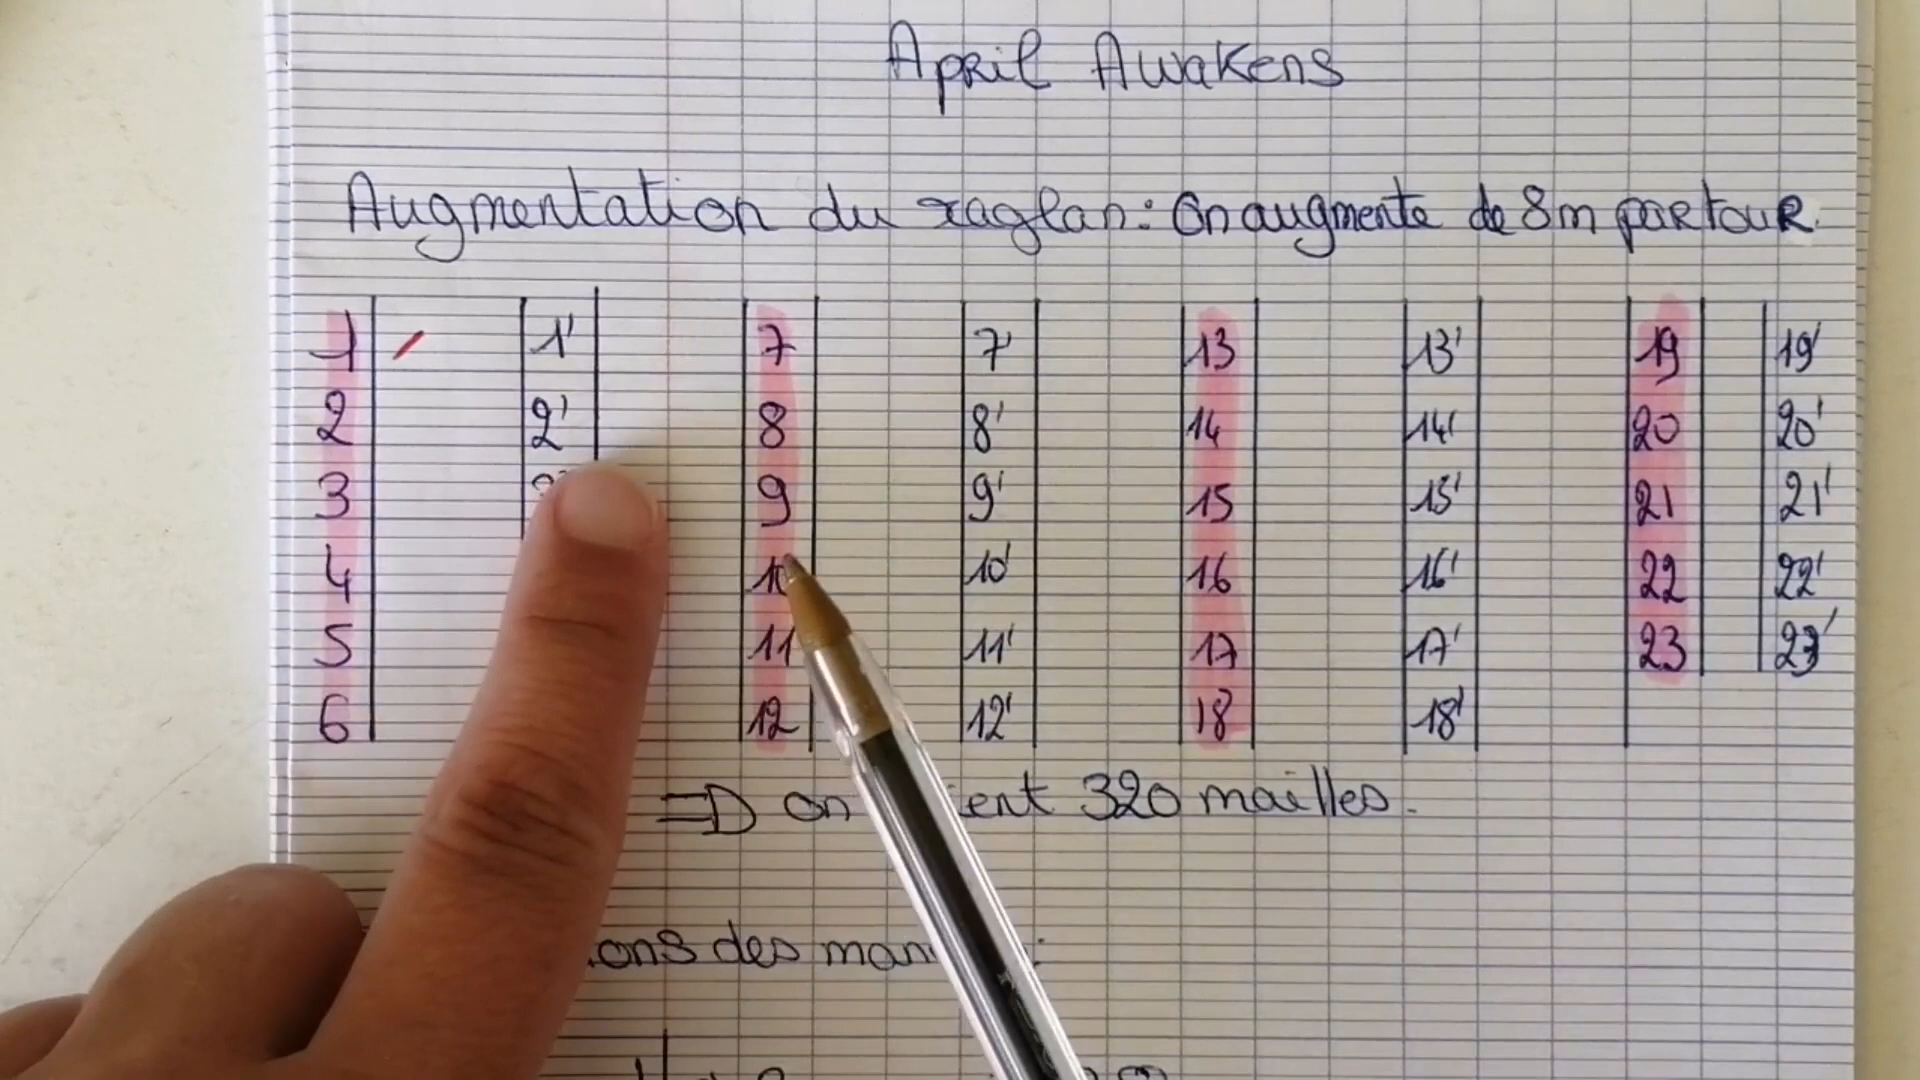 April Awakens
Augmentation du raglan : On augmente de 8m par tour.
1 1' 7 7' 13 13' 19 19'
2 2' 8 8' 14 14' 20 20'
3 9 9' 15 15' 21 21'
4 10 10' 16 16' 22 22'
5 11 11' 17 17' 23 23'
6 12 12' 18 18'
=> on ient 320 mailles.
ons des man :